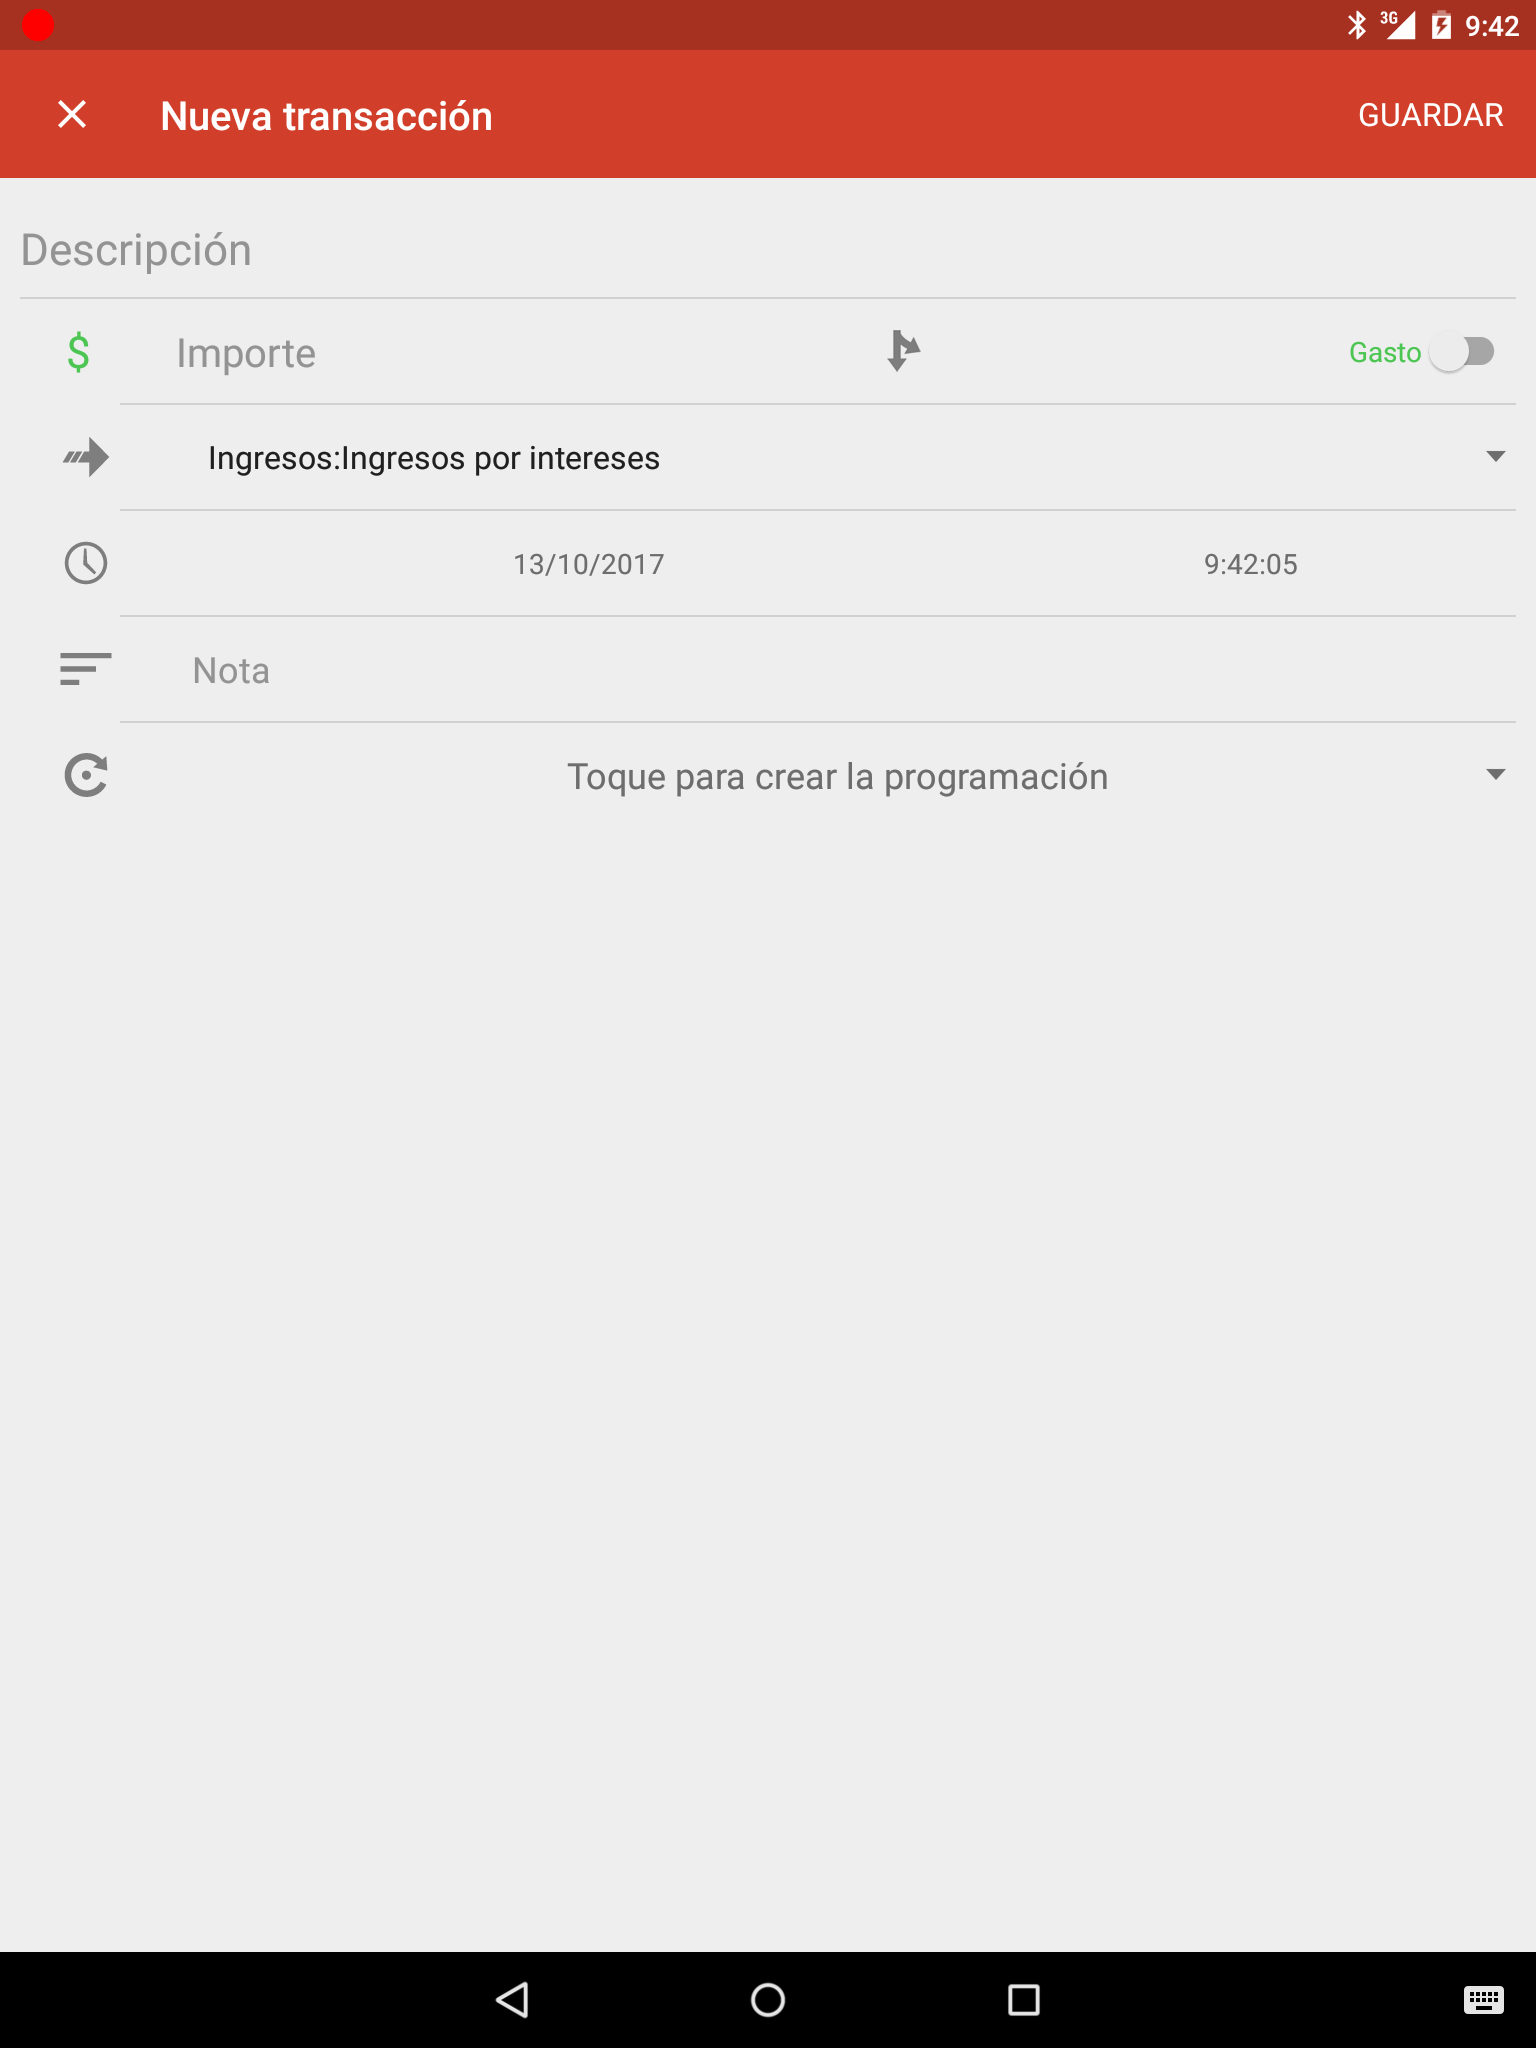 3G 9:42
Nueva transacción GUARDAR
Descripción
$ Importe Gasto
Ingresos:Ingresos por intereses
13/10/2017 9:42:05
Nota
Toque para crear la programación